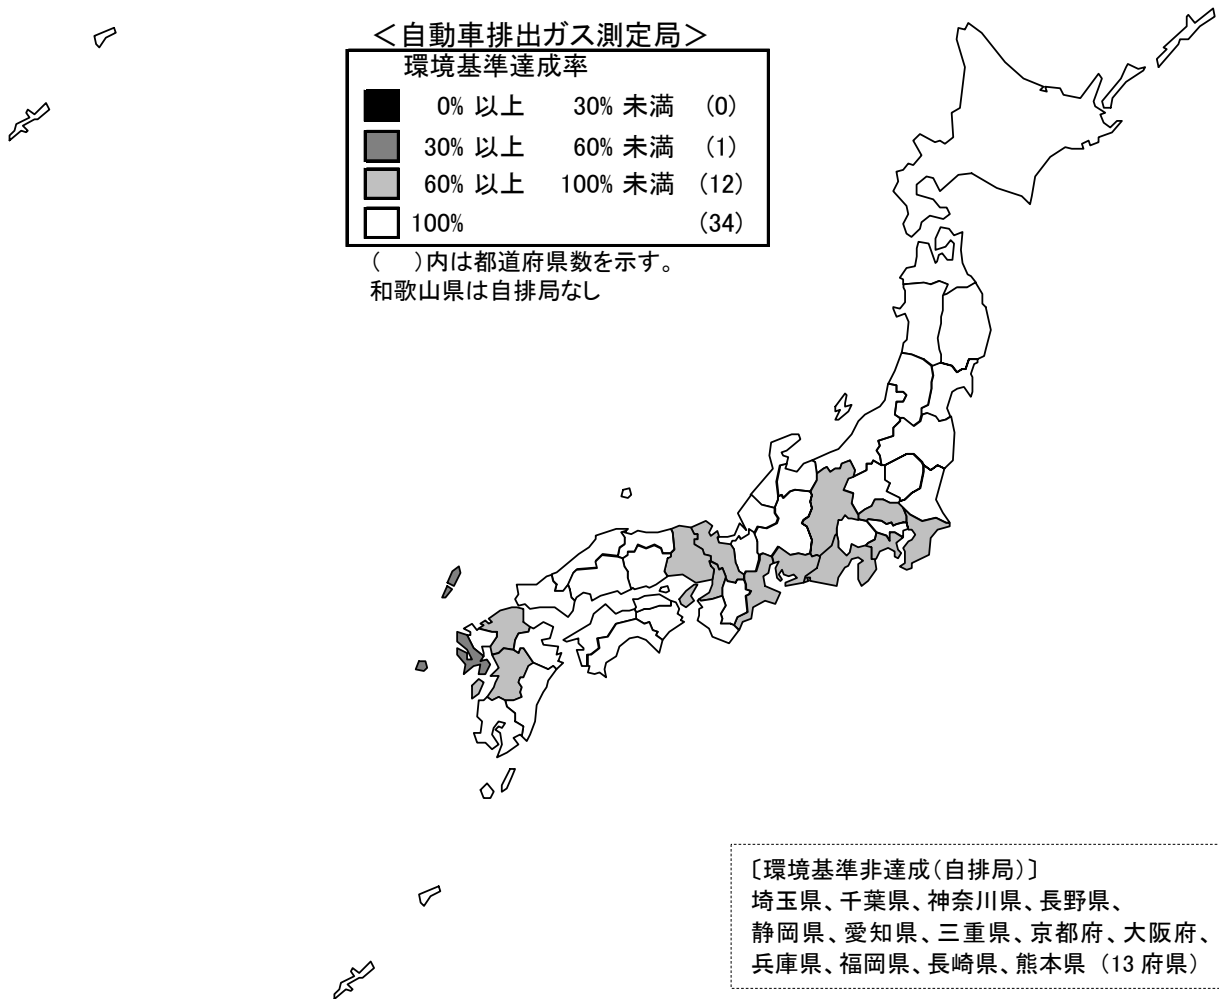 ＜自動車排出ガス測定局＞
環境基準達成率
0% 以上 30% 未満 (0)
30% 以上 60% 未満 (1)
60% 以上 100% 未満 (12)
100% (34)
( )内は都道府県数を示す。
和歌山県は自排局なし
〔環境基準非達成(自排局)〕
埼玉県、千葉県、神奈川県、長野県、
静岡県、愛知県、三重県、京都府、大阪府、
兵庫県、福岡県、長崎県、熊本県 (13 府県)